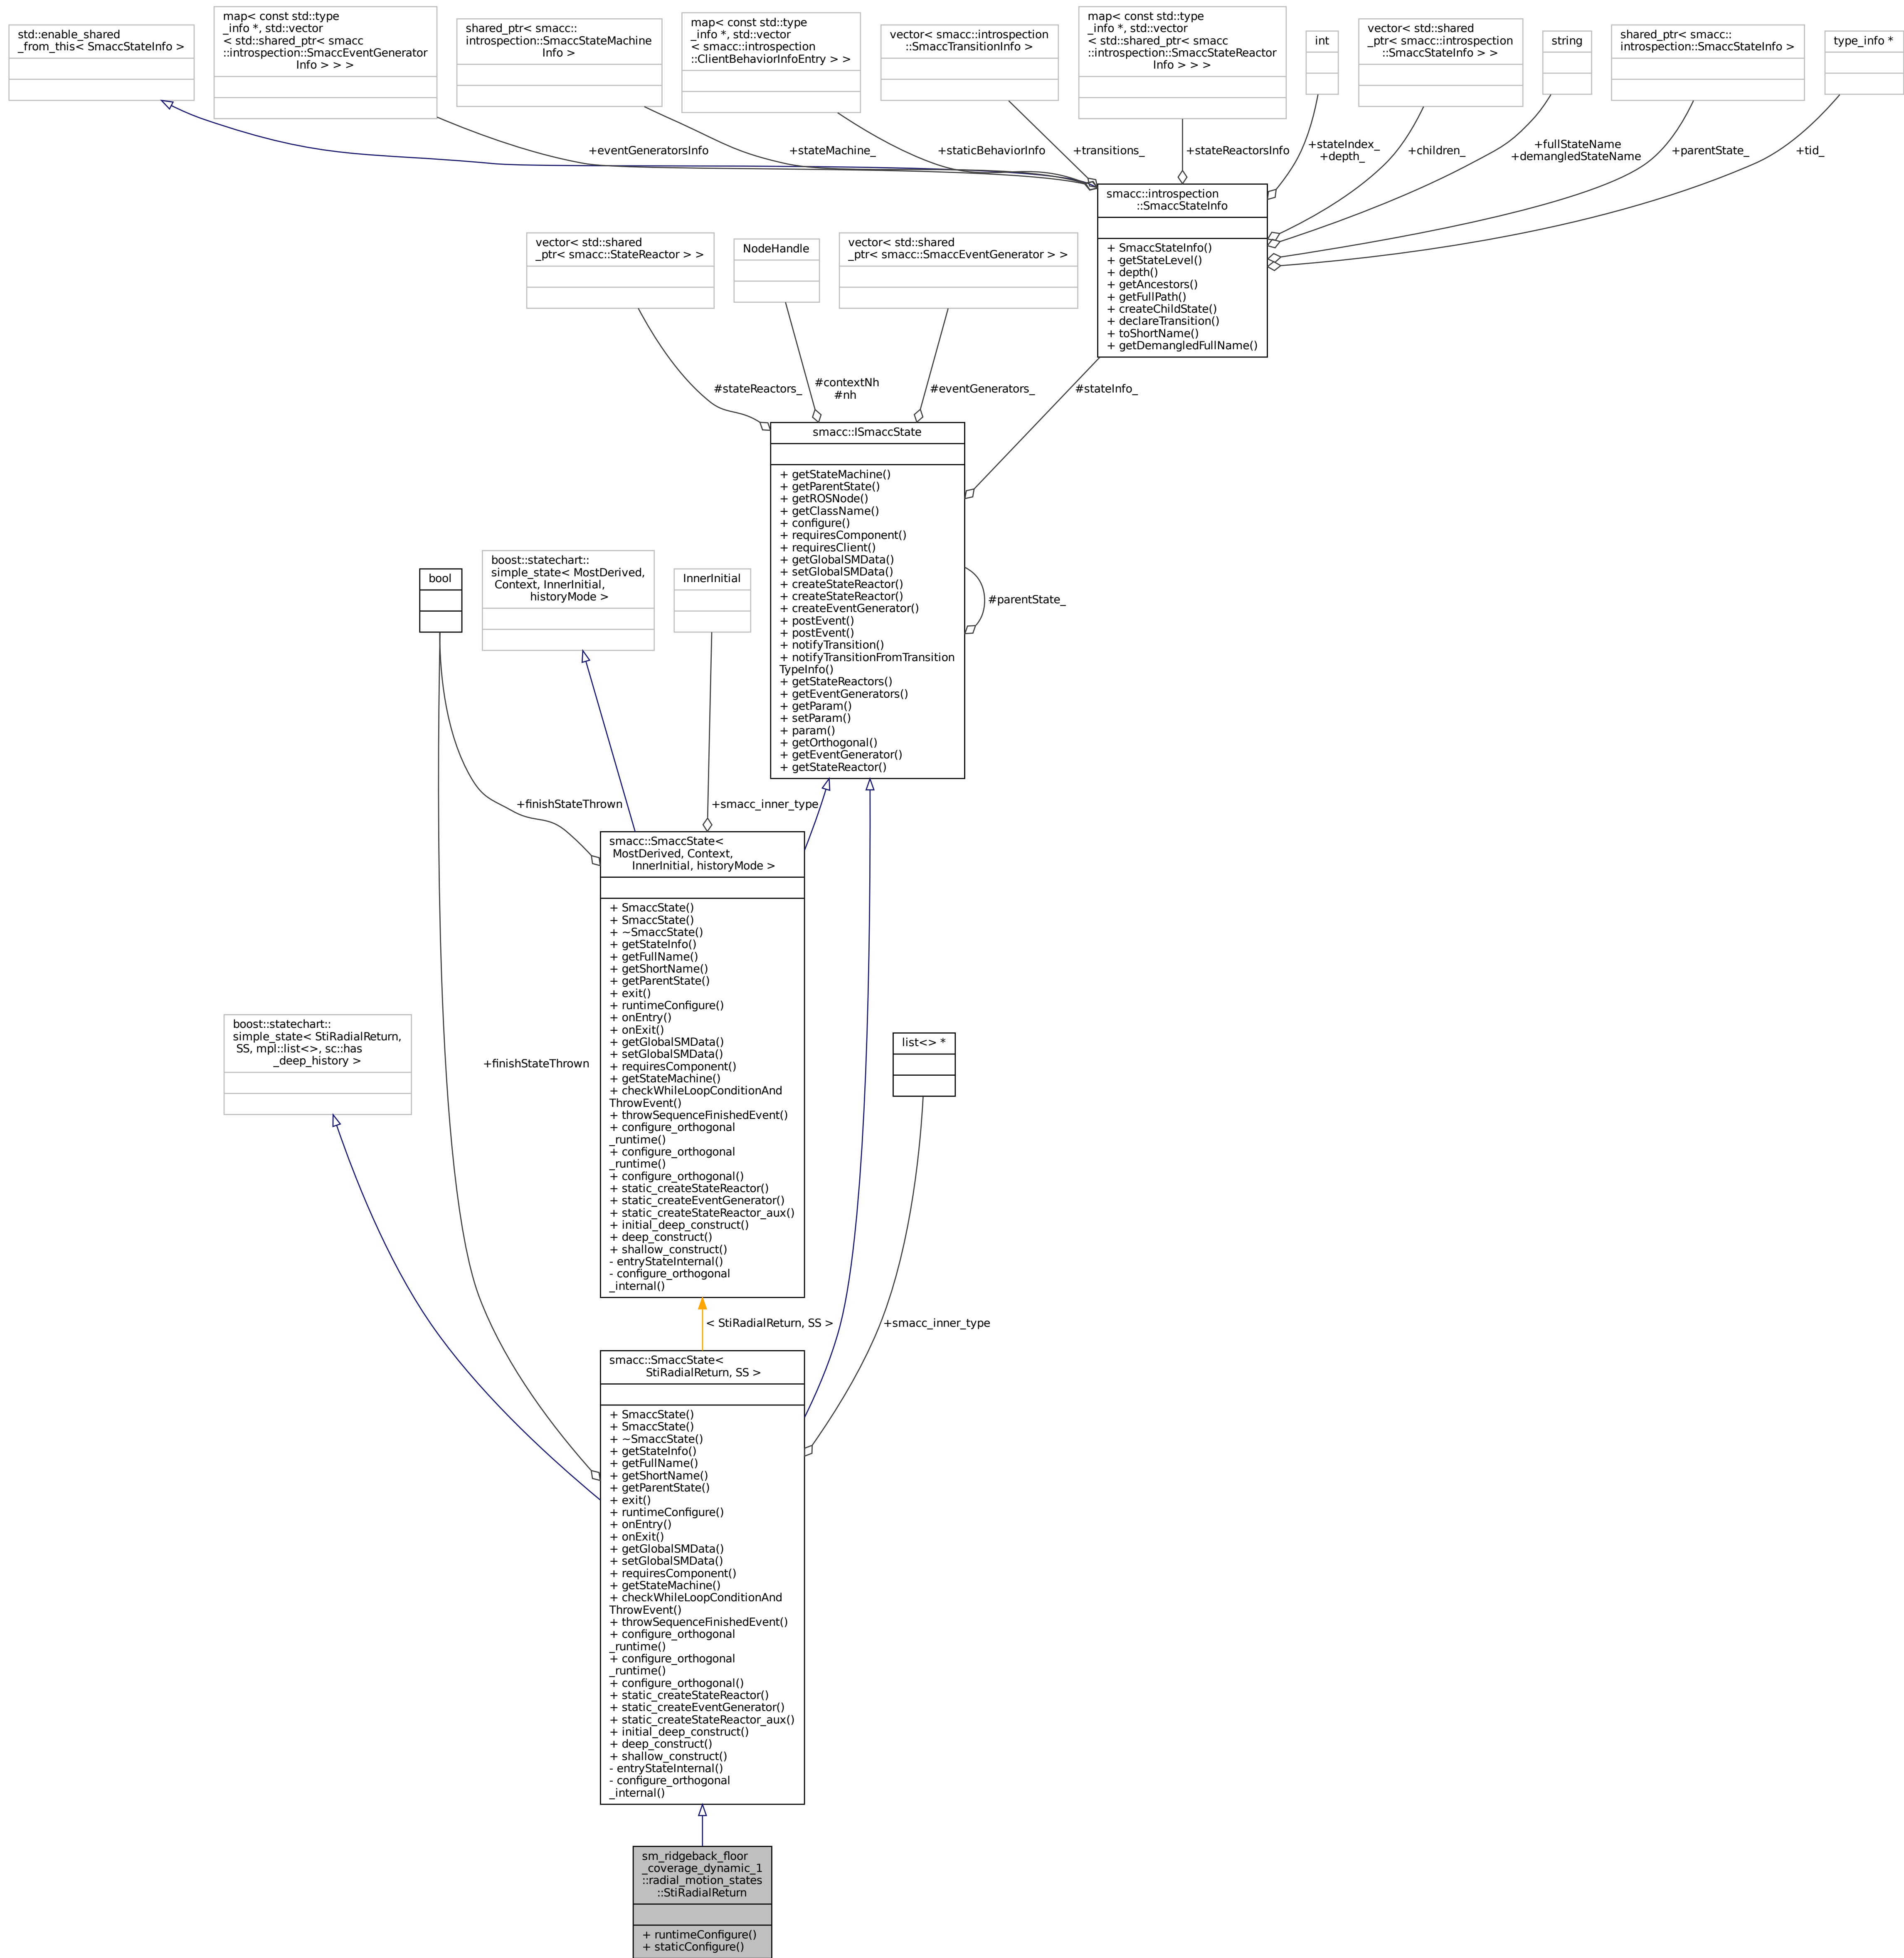 std::enable_shared
_from_this< SmaccStateInfo >
map< const std::type
_info *, std::vector
< std::shared_ptr< smacc
::introspection::SmaccEventGenerator
Info > > >
shared_ptr< smacc::
introspection::SmaccStateMachine
Info >
map< const std::type
_info *, std::vector
< smacc::introspection
::ClientBehaviorInfoEntry > >
vector< smacc::introspection
::SmaccTransitionInfo >
map< const std::type
_info *, std::vector
< std::shared_ptr< smacc
::introspection::SmaccStateReactor
Info > > >
int
vector< std::shared
_ptr< smacc::introspection
::SmaccStateInfo > >
string
shared_ptr< smacc::
introspection::SmaccStateInfo >
type_info *
+eventGeneratorsInfo
+stateMachine_
+staticBehaviorInfo
+transitions_
+stateReactorsInfo
+stateIndex_
+depth_
+children_
+fullStateName
+demangledStateName
+parentState_
+tid_
smacc::introspection
::SmaccStateInfo
+ SmaccStateInfo()
+ getStateLevel()
+ depth()
+ getAncestors()
+ getFullPath()
+ createChildState()
+ declareTransition()
+ toShortName()
+ getDemangledFullName()
vector< std::shared
_ptr< smacc::StateReactor > >
NodeHandle
vector< std::shared
_ptr< smacc::SmaccEventGenerator > >
#stateReactors_
#contextNh
#nh
#eventGenerators_
#stateInfo_
smacc::ISmaccState
+ getStateMachine()
+ getParentState()
+ getROSNode()
+ getClassName()
+ configure()
+ requiresComponent()
+ requiresClient()
+ getGlobalSMData()
+ setGlobalSMData()
+ createStateReactor()
+ createStateReactor()
+ createEventGenerator()
+ postEvent()
+ postEvent()
+ notifyTransition()
+ notifyTransitionFromTransition
TypeInfo()
+ getStateReactors()
+ getEventGenerators()
+ getParam()
+ setParam()
+ param()
+ getOrthogonal()
+ getEventGenerator()
+ getStateReactor()
#parentState_
bool
boost::statechart::
simple_state< MostDerived,
Context, InnerInitial,
historyMode >
InnerInitial
+finishStateThrown
+smacc_inner_type
smacc::SmaccState<
MostDerived, Context,
InnerInitial, historyMode >
+ SmaccState()
+ SmaccState()
+ ~SmaccState()
+ getStateInfo()
+ getFullName()
+ getShortName()
+ getParentState()
+ exit()
+ runtimeConfigure()
+ onEntry()
+ onExit()
+ getGlobalSMData()
+ setGlobalSMData()
+ requiresComponent()
+ getStateMachine()
+ checkWhileLoopConditionAnd
ThrowEvent()
+ throwSequenceFinishedEvent()
+ configure_orthogonal
_runtime()
+ configure_orthogonal
_runtime()
+ configure_orthogonal()
+ static_createStateReactor()
+ static_createEventGenerator()
+ static_createStateReactor_aux()
+ initial_deep_construct()
+ deep_construct()
+ shallow_construct()
- entryStateInternal()
- configure_orthogonal
_internal()
boost::statechart::
simple_state< StiRadialReturn,
SS, mpl::list<>, sc::has
_deep_history >
+finishStateThrown
list<> *
< StiRadialReturn, SS >
+smacc_inner_type
smacc::SmaccState<
StiRadialReturn, SS >
+ SmaccState()
+ SmaccState()
+ ~SmaccState()
+ getStateInfo()
+ getFullName()
+ getShortName()
+ getParentState()
+ exit()
+ runtimeConfigure()
+ onEntry()
+ onExit()
+ getGlobalSMData()
+ setGlobalSMData()
+ requiresComponent()
+ getStateMachine()
+ checkWhileLoopConditionAnd
ThrowEvent()
+ throwSequenceFinishedEvent()
+ configure_orthogonal
_runtime()
+ configure_orthogonal
_runtime()
+ configure_orthogonal()
+ static_createStateReactor()
+ static_createEventGenerator()
+ static_createStateReactor_aux()
+ initial_deep_construct()
+ deep_construct()
+ shallow_construct()
- entryStateInternal()
- configure_orthogonal
_internal()
sm_ridgeback_floor
_coverage_dynamic_1
::radial_motion_states
::StiRadialReturn
+ runtimeConfigure()
+ staticConfigure()